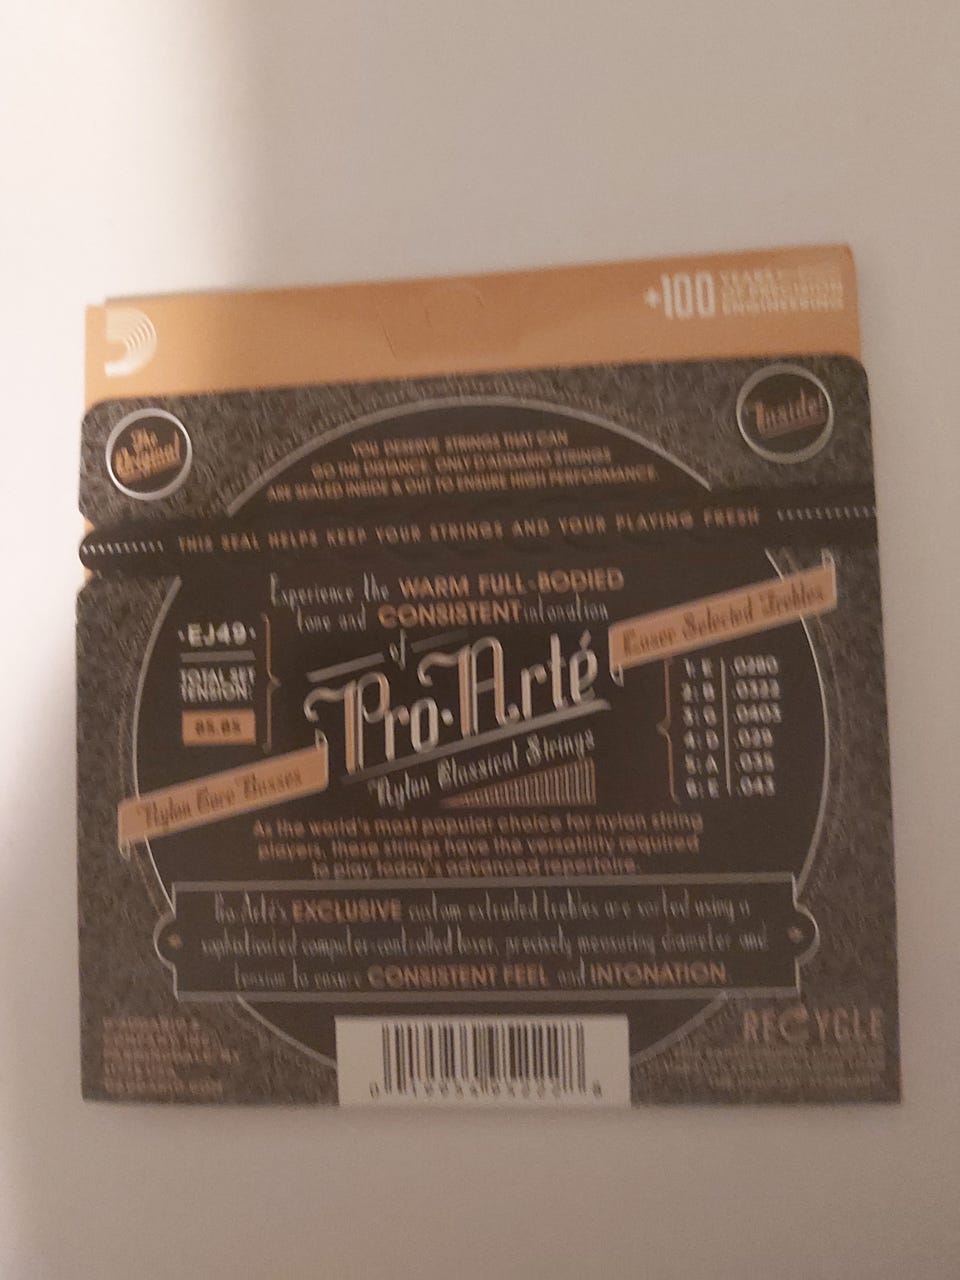 +100 YEARS
OF PRECISION
ENGINEERING
The Original
Inside!
YOU DESERVE STRINGS THAT CAN
GO THE DISTANCE. ONLY D'ADDARIO STRINGS
ARE SEALED INSIDE & OUT TO ENSURE HIGH PERFORMANCE.
THIS SEAL HELPS KEEP YOUR STRINGS AND YOUR PLAYING FRESH
Experience the WARM FULL-BODIED
tone and CONSISTENT intonation
of
Pro·Arté
Nylon Classical Strings
·EJ49·
TOTAL SET
TENSION:
85.85
Nylon Core Basses
Laser Selected Trebles
1: E .0280
2: B .0322
3: G .0403
4: D .029
5: A .035
6: E .043
As the world's most popular choice for nylon string
players, these strings have the versatility required
to play today's advanced repertoire.
Pro·Arté's EXCLUSIVE custom extruded trebles are sorted using a
sophisticated computer-controlled laser, precisely measuring diameter and
tension to ensure CONSISTENT FEEL and INTONATION.
RECYCLE